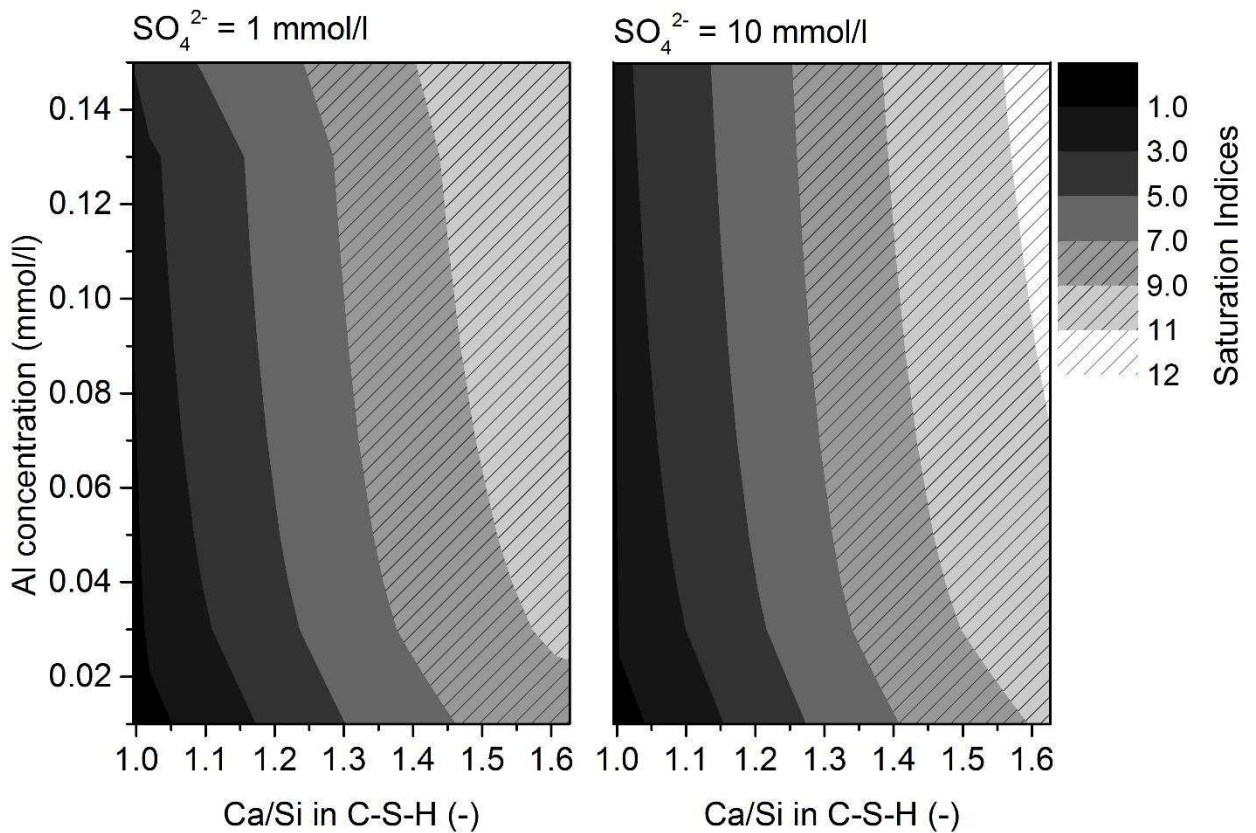 SO₄²⁻ = 1 mmol/l
SO₄²⁻ = 10 mmol/l
Al concentration (mmol/l)
0.14
0.12
0.10
0.08
0.06
0.04
0.02
1.0 1.1 1.2 1.3 1.4 1.5 1.6
Ca/Si in C-S-H (-)
1.0 1.1 1.2 1.3 1.4 1.5 1.6
Ca/Si in C-S-H (-)
1.0
3.0
5.0
7.0
9.0
11
12
Saturation Indices